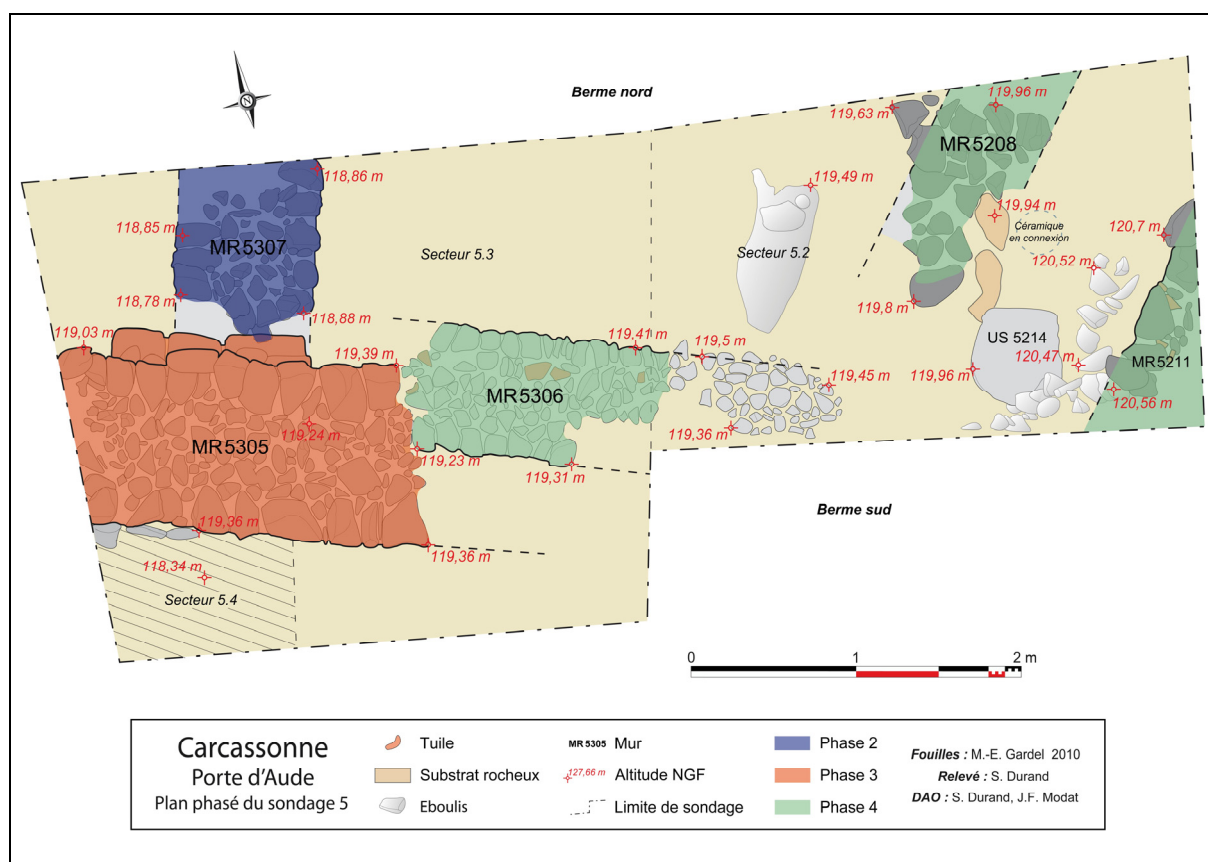 N
Berme nord
119,96 m
119,63 m
MR5208
118,86 m
119,49 m
119,94 m
Céramique
en connexion
118,85 m
120,7 m
MR5307
Secteur 5.3
Secteur 5.2
120,52 m
118,78 m
119,8 m
118,88 m
119,03 m
119,41 m
119,5 m
US 5214
119,39 m
120,47 m
MR5211
119,96 m
119,45 m
MR5306
120,56 m
119,24 m
119,36 m
MR5305
119,23 m
119,31 m
Berme sud
119,36 m
119,36 m
118,34 m
Secteur 5.4
0 1 2 m
Carcassonne
Porte d'Aude
Plan phasé du sondage 5
Tuile
Substrat rocheux
Eboulis
MR 5305 Mur
127,66 m Altitude NGF
Limite de sondage
Phase 2
Phase 3
Phase 4
Fouilles : M.-E. Gardel 2010
Relevé : S. Durand
DAO : S. Durand, J.F. Modat